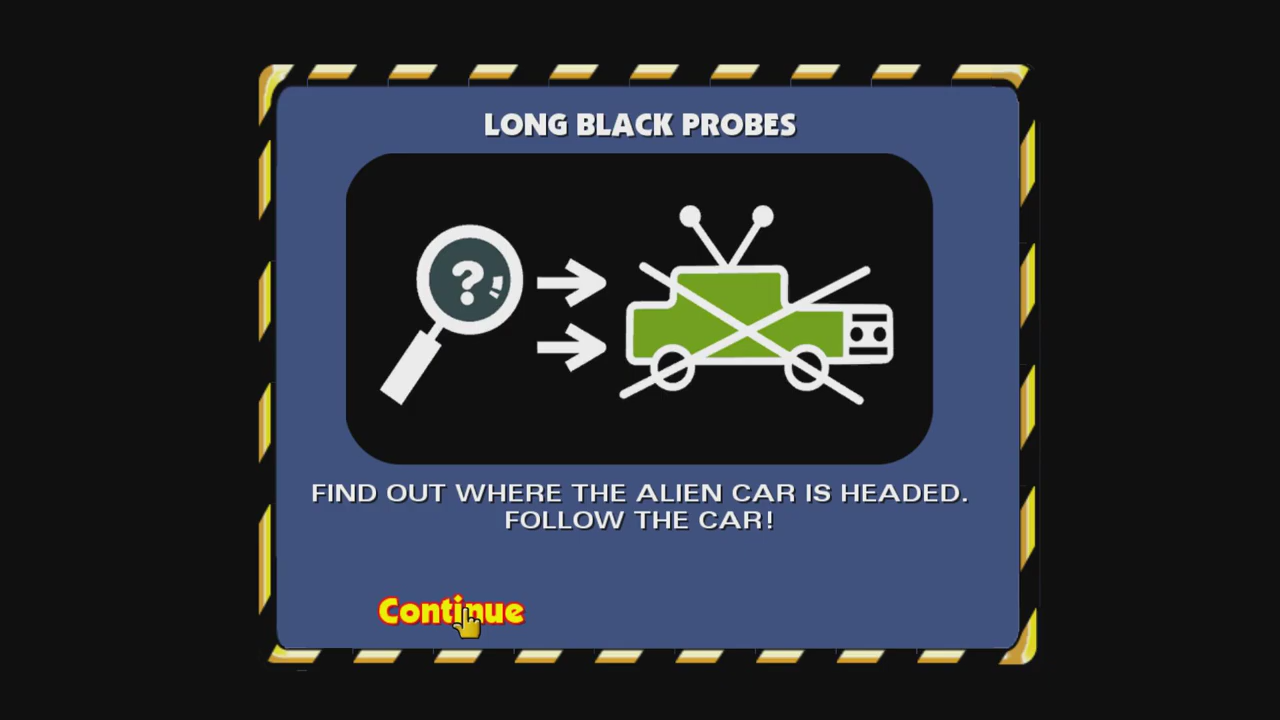 LONG BLACK PROBES
?
FIND OUT WHERE THE ALIEN CAR IS HEADED.
FOLLOW THE CAR!
Continue